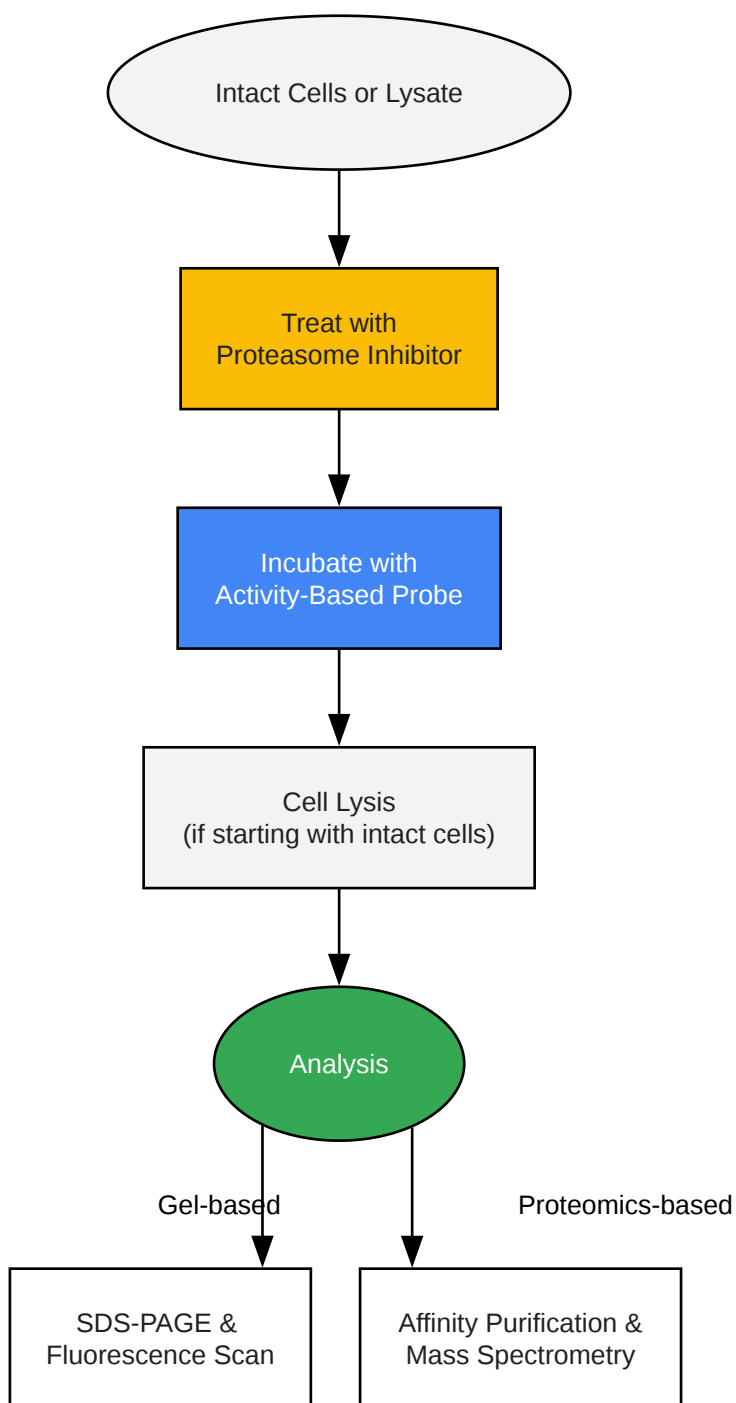 Intact Cells or Lysate
Treat with
Proteasome Inhibitor
Incubate with
Activity-Based Probe
Cell Lysis
(if starting with intact cells)
Analysis
Gel-based
Proteomics-based
SDS-PAGE &
Fluorescence Scan
Affinity Purification &
Mass Spectrometry